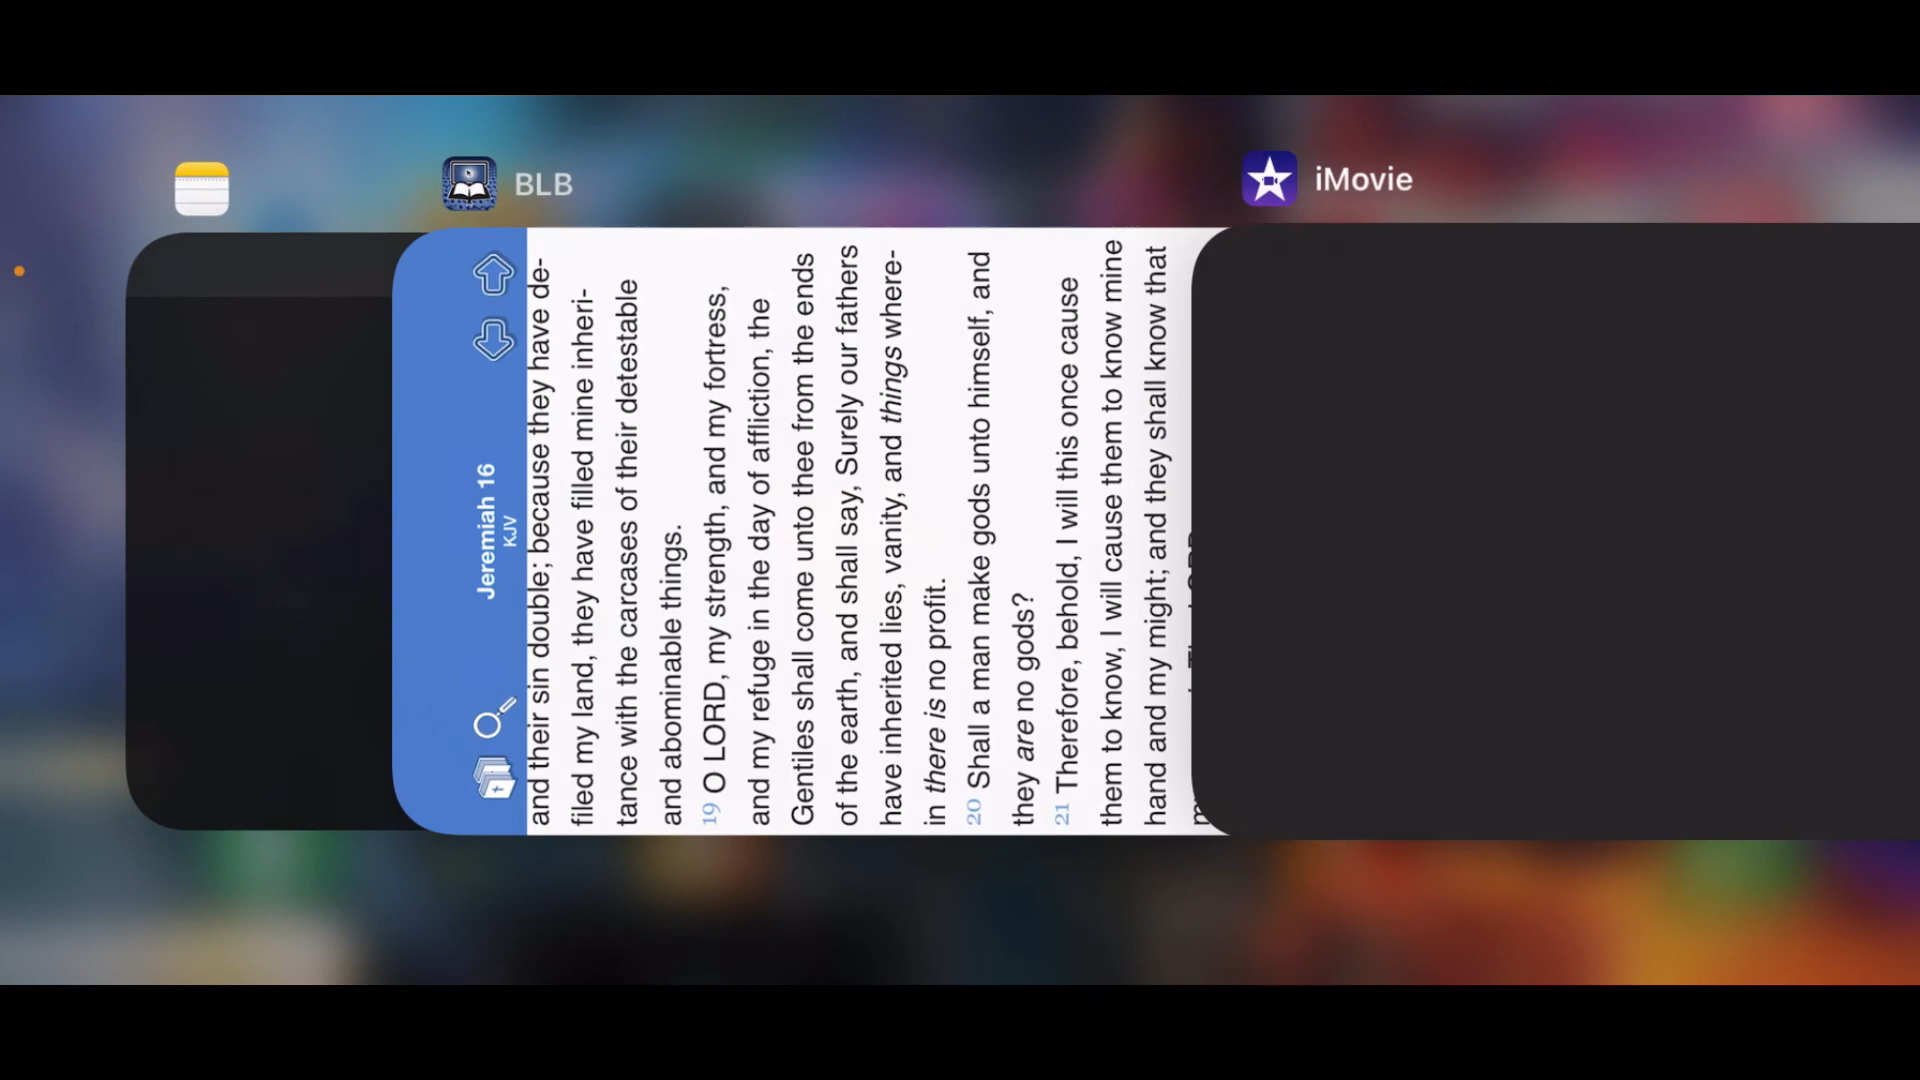 BLB
iMovie
Jeremiah 16
KJV
and their sin double; because they have de-
filed my land, they have filled mine inheri-
tance with the carcasses of their detestable
and abominable things.
19 O LORD, my strength, and my fortress,
and my refuge in the day of affliction, the
Gentiles shall come unto thee from the ends
of the earth, and shall say, Surely our fathers
have inherited lies, vanity, and things where-
in there is no profit.
20 Shall a man make gods unto himself, and
they are no gods?
21 Therefore, behold, I will this once cause
them to know, I will cause them to know mine
hand and my might; and they shall know that